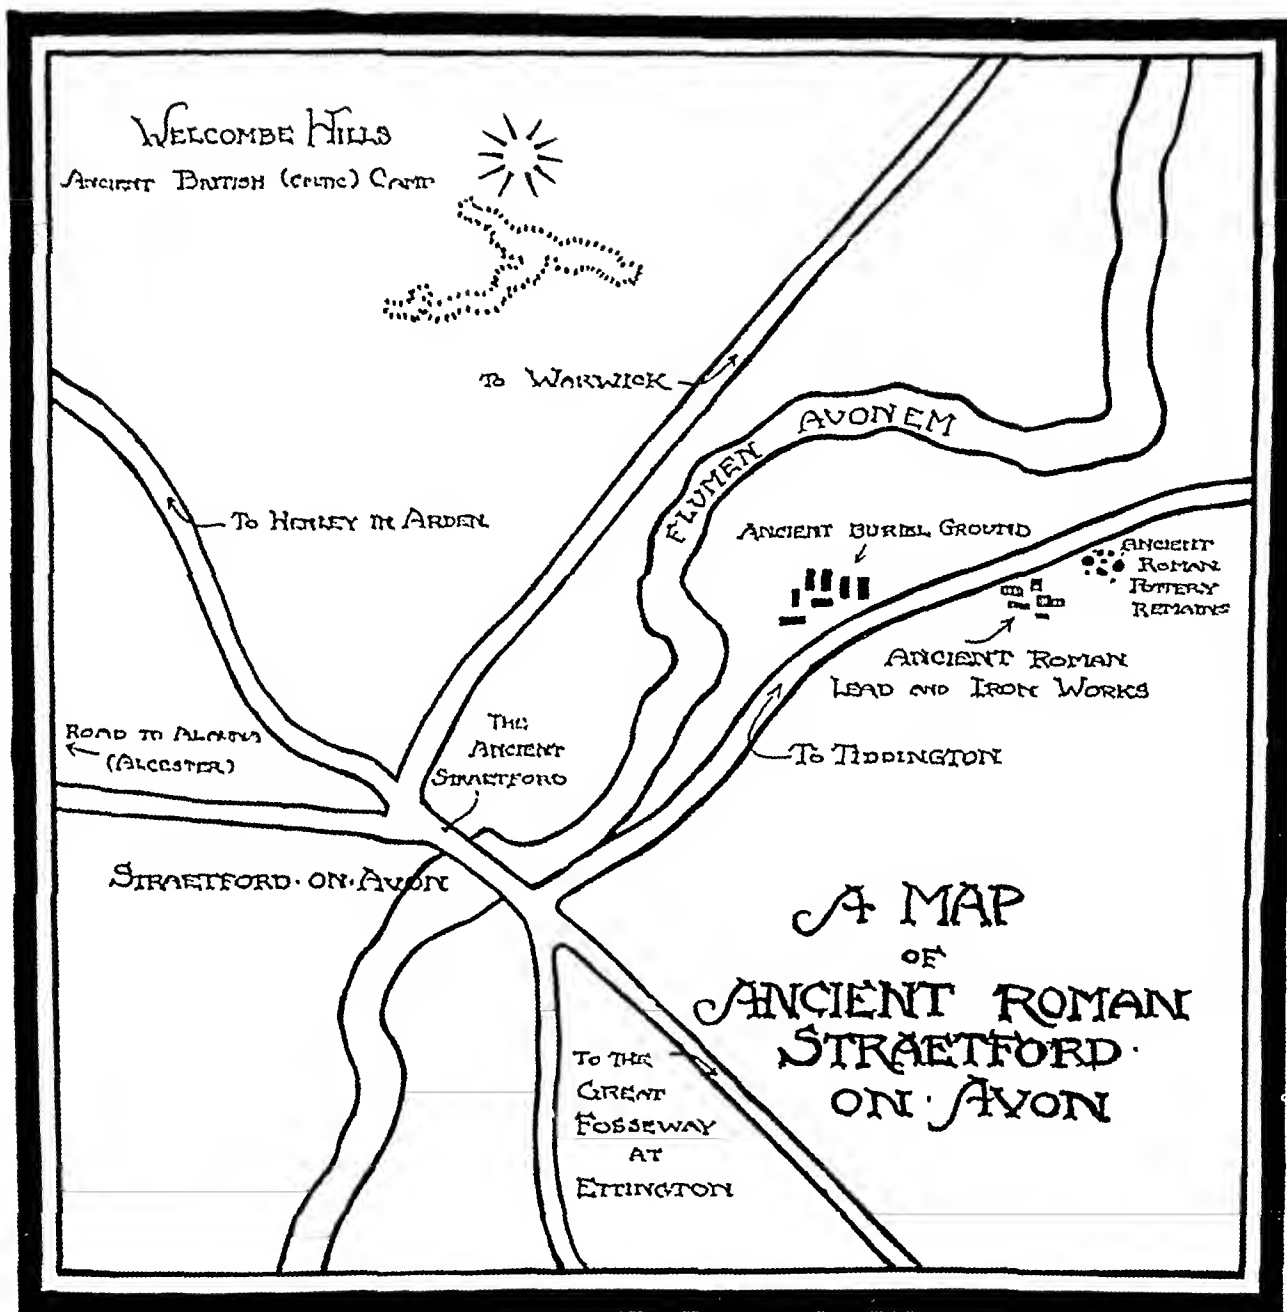 WELCOMBE HILLS
ANCIENT BRITISH (CELTIC) CAMP
TO WARWICK
FLUMEN AVONEM
TO HENLEY IN ARDEN
ANCIENT BURIAL GROUND
ANCIENT
ROMAN
POTTERY
REMAINS
ANCIENT ROMAN
LEAD AND IRON WORKS
ROAD TO ALAUNA
(ALCESTER)
THE
ANCIENT
STRAETFORD
TO TIDDINGTON
STRAETFORD·ON·AVON
A MAP
OF
ANCIENT ROMAN
STRAETFORD·
ON·AVON
TO THE
GREAT
FOSSEWAY
AT
ETTINGTON